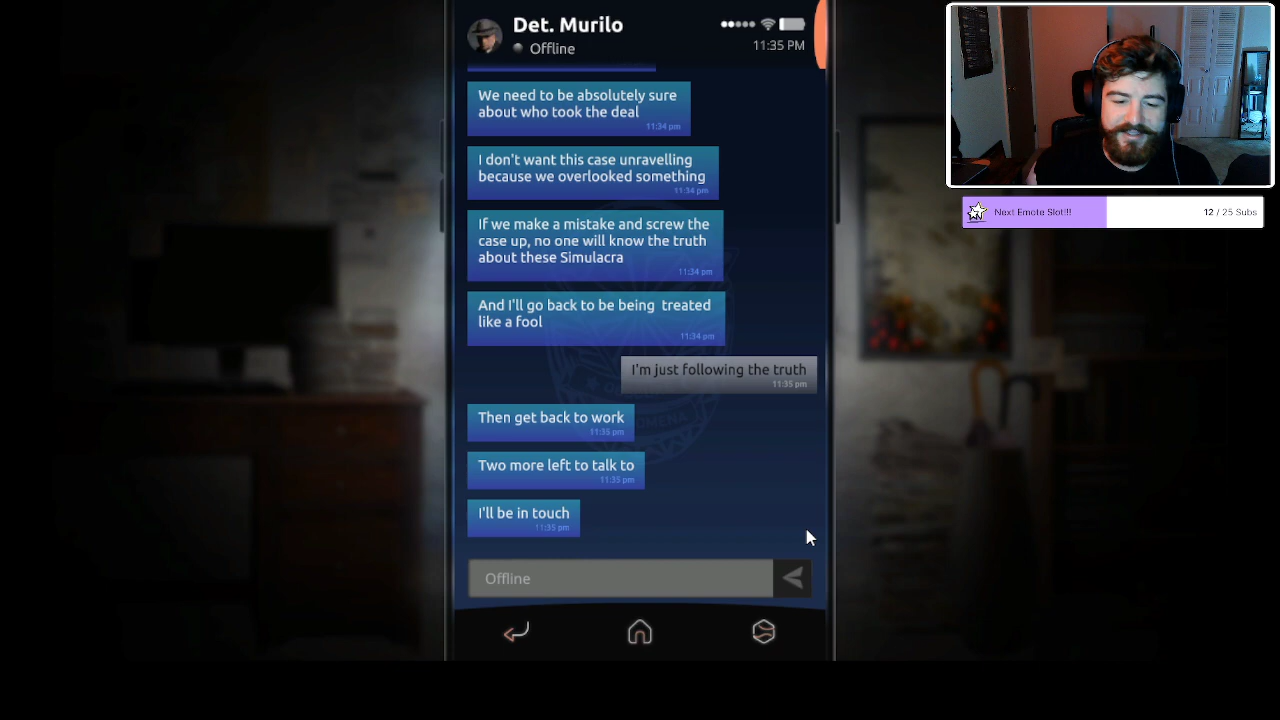 Det. Murilo
Offline
11:35 PM
We need to be absolutely sure
about who took the deal
11:34 pm
I don't want this case unravelling
because we overlooked something
11:34 pm
If we make a mistake and screw the
case up, no one will know the truth
about these Simulacra
11:34 pm
And I'll go back to be being  treated
like a fool
11:34 pm
I'm just following the truth
11:35 pm
Then get back to work
11:35 pm
Two more left to talk to
11:35 pm
I'll be in touch
11:35 pm
Offline
Next Emote Slot!!!
12 / 25 Subs